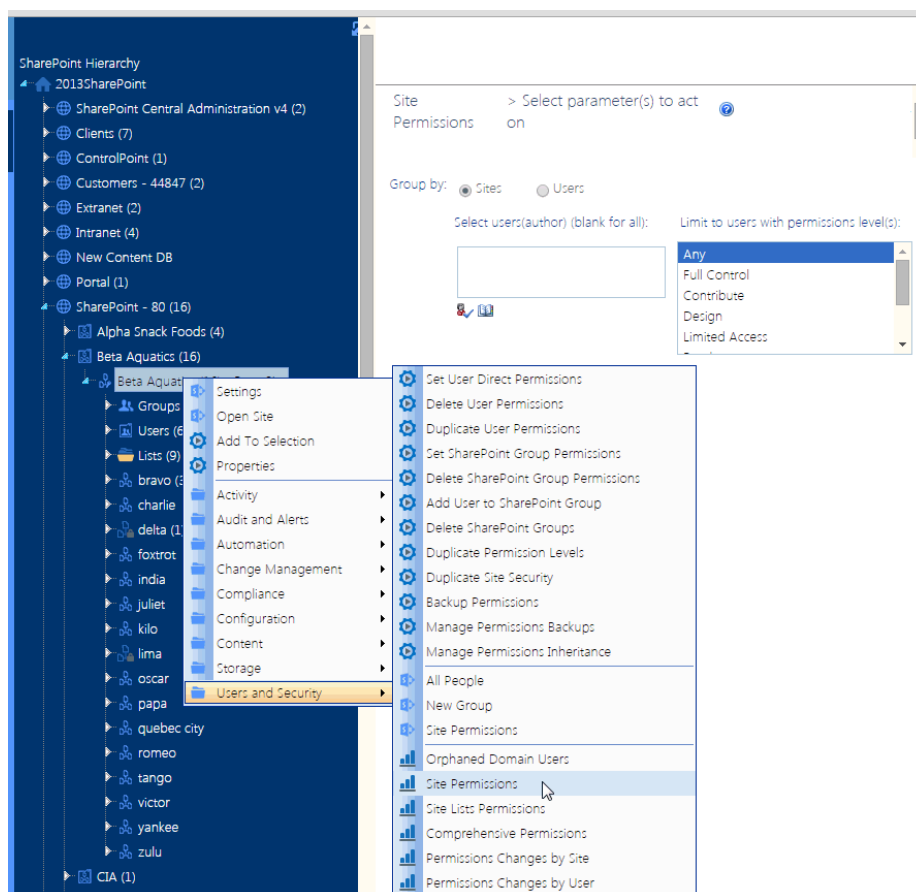 SharePoint Hierarchy
2013SharePoint
SharePoint Central Administration v4 (2)
Clients (7)
ControlPoint (1)
Customers - 44847 (2)
Extranet (2)
Intranet (4)
New Content DB
Portal (1)
SharePoint - 80 (16)
Alpha Snack Foods (4)
Beta Aquatics (16)
Beta Aquat
Groups
Users (6
Lists (9)
bravo (3
charlie
delta (1)
foxtrot
india
juliet
kilo
lima
oscar
papa
quebec city
romeo
tango
victor
yankee
zulu
CIA (1)
Site Permissions > Select parameter(s) to act on
Group by: Sites Users
Select users(author) (blank for all): Limit to users with permissions level(s):
Any
Full Control
Contribute
Design
Limited Access
Settings
Open Site
Add To Selection
Properties
Activity
Audit and Alerts
Automation
Change Management
Compliance
Configuration
Content
Storage
Users and Security
Set User Direct Permissions
Delete User Permissions
Duplicate User Permissions
Set SharePoint Group Permissions
Delete SharePoint Group Permissions
Add User to SharePoint Group
Delete SharePoint Groups
Duplicate Permission Levels
Duplicate Site Security
Backup Permissions
Manage Permissions Backups
Manage Permissions Inheritance
All People
New Group
Site Permissions
Orphaned Domain Users
Site Permissions
Site Lists Permissions
Comprehensive Permissions
Permissions Changes by Site
Permissions Changes by User